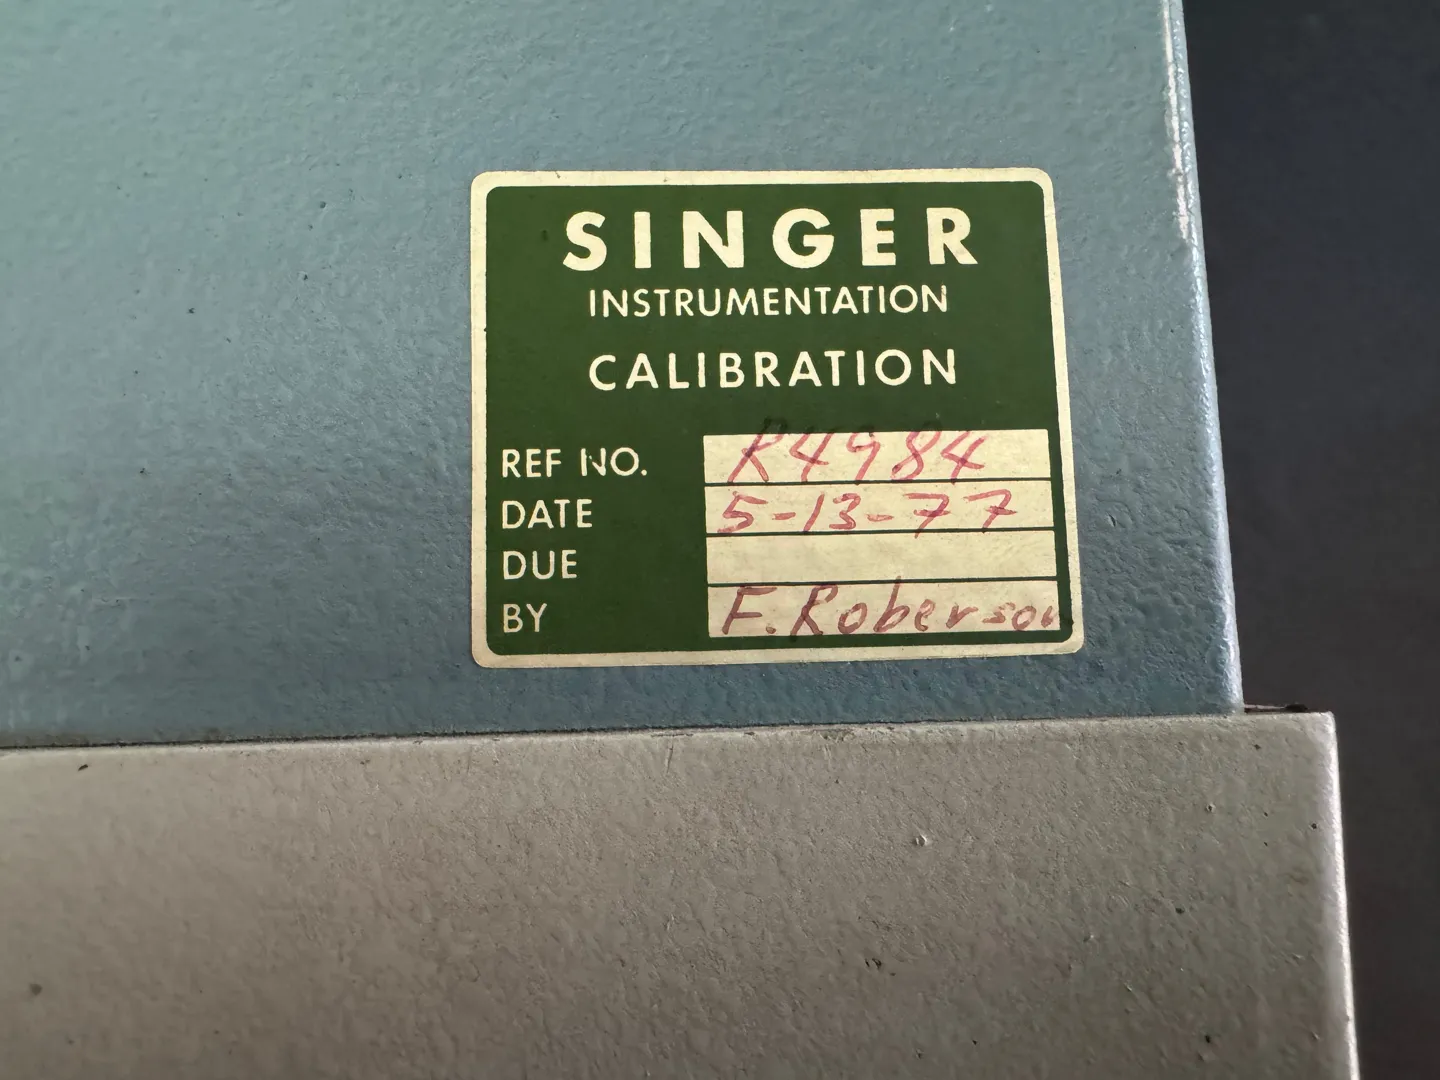 SINGER
INSTRUMENTATION
CALIBRATION
REF NO. R4984
DATE 5-13-77
DUE
BY F. Roberson